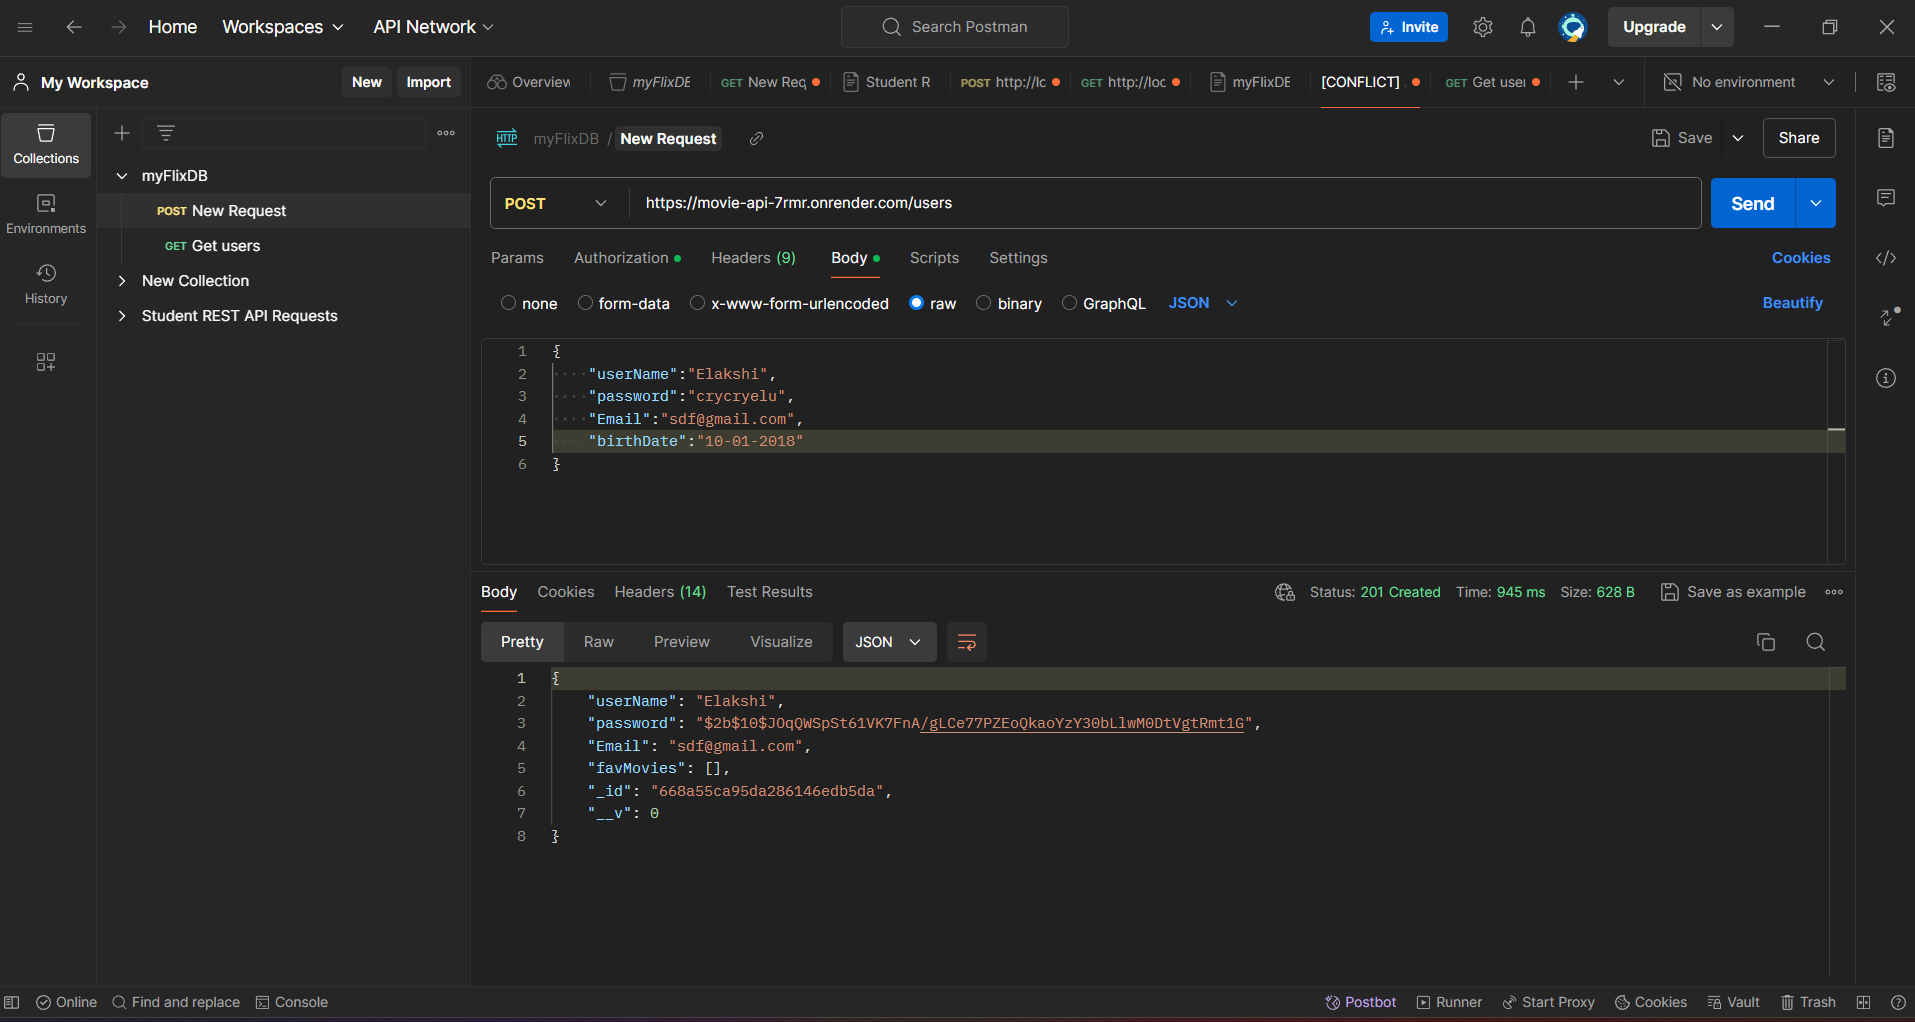 Home Workspaces API Network Search Postman Invite Upgrade
My Workspace New Import
Overview myFlixDE GET New Req Student R POST http://lc GET http://loc myFlixDE [CONFLICT] GET Get user No environment
Collections
Environments
History
myFlixDB
POST New Request
GET Get users
New Collection
Student REST API Requests
HTTP myFlixDB / New Request Save Share
POST https://movie-api-7rmr.onrender.com/users Send
Params Authorization Headers (9) Body Scripts Settings Cookies
none form-data x-www-form-urlencoded raw binary GraphQL JSON Beautify
1 {
2 "userName":"Elakshi",
3 "password":"crycryelu",
4 "Email":"sdf@gmail.com",
5 "birthDate":"10-01-2018"
6 }
Body Cookies Headers (14) Test Results Status: 201 Created Time: 945 ms Size: 628 B Save as example
Pretty Raw Preview Visualize JSON
1 {
2 "userName": "Elakshi",
3 "password": "$2b$10$JOqQWSpSt61VK7FnA/gLCe77PZEoQkaoYzY30bLlwM0DtVgtRmt1G",
4 "Email": "sdf@gmail.com",
5 "favMovies": [],
6 "_id": "668a55ca95da286146edb5da",
7 "__v": 0
8 }
Online Find and replace Console Postbot Runner Start Proxy Cookies Vault Trash